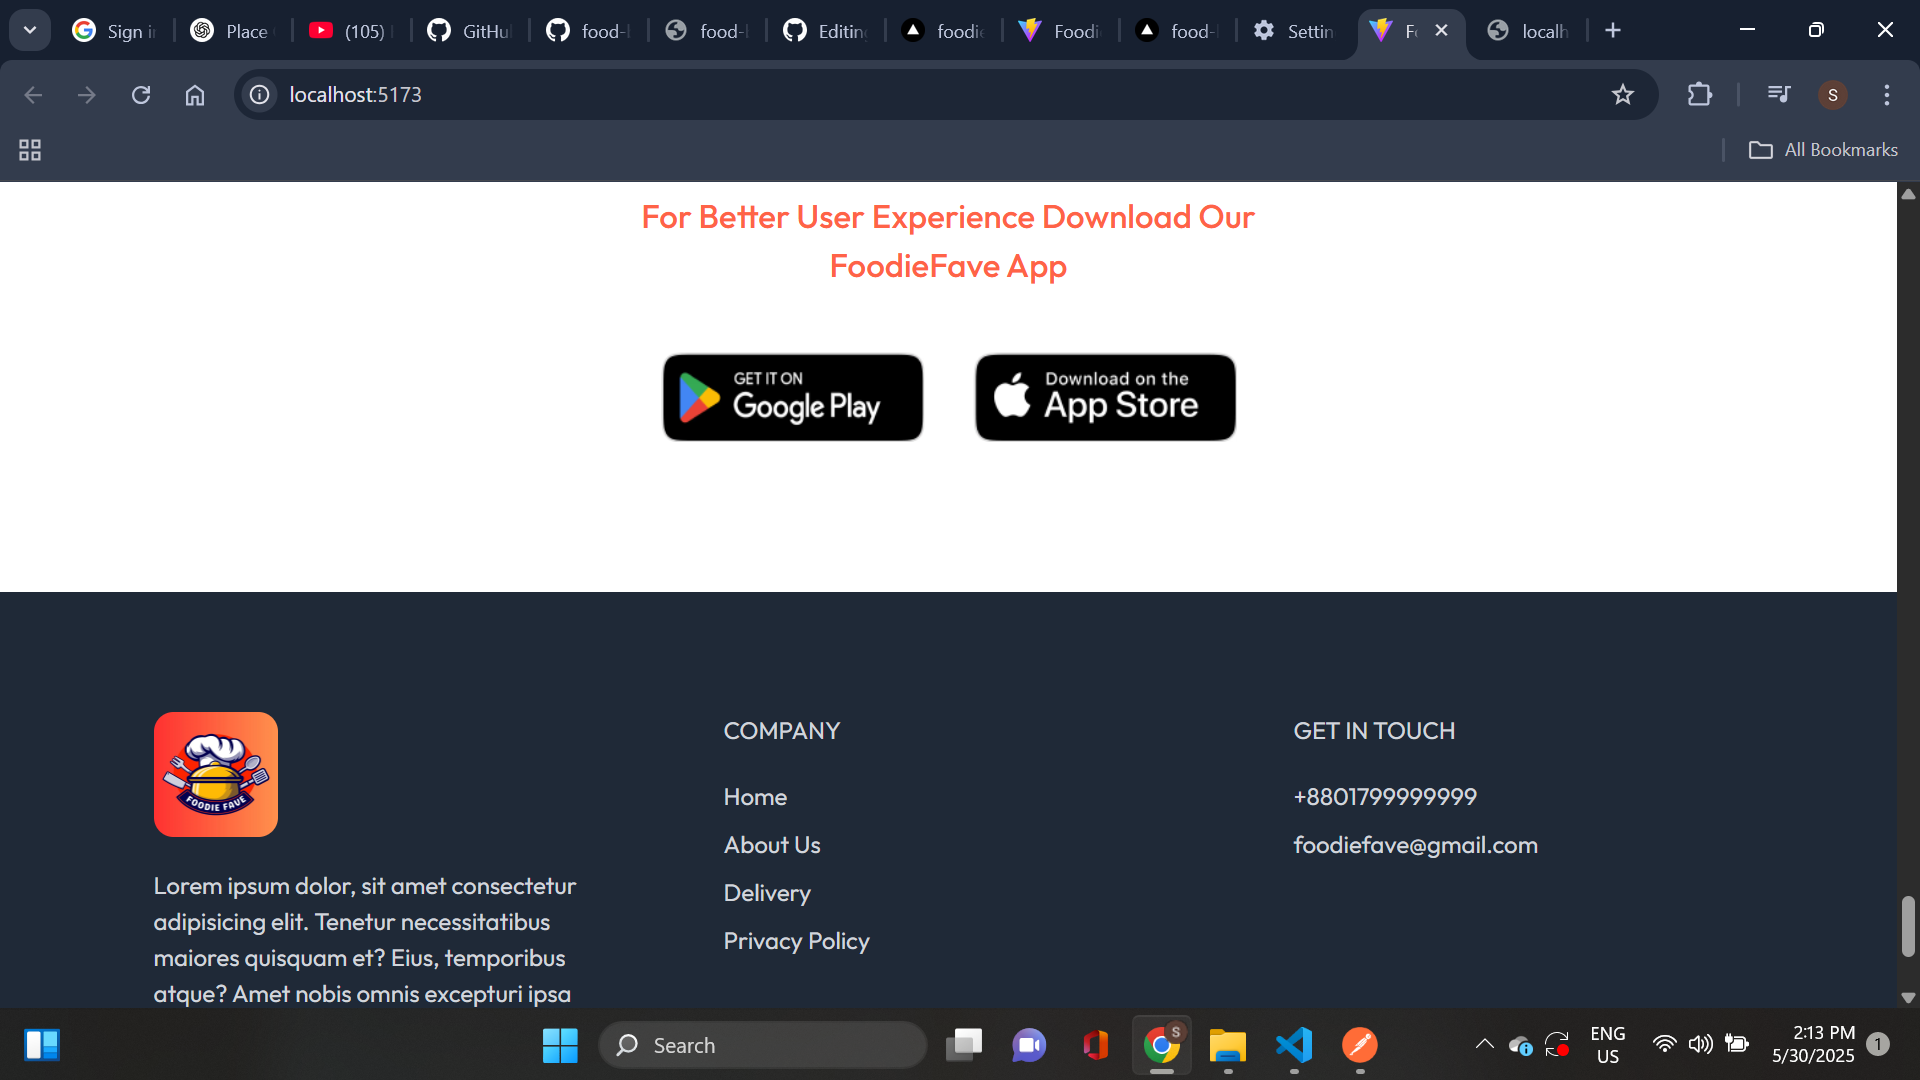 Sign i
Place
(105)
GitHu
food-
food-
Editin
foodie
Foodi
food-
Settin
F
localh
localhost:5173
S
All Bookmarks
For Better User Experience Download Our
FoodieFave App
GET IT ON
Google Play
Download on the
App Store
FOODIE FAVE
Lorem ipsum dolor, sit amet consectetur
adipisicing elit. Tenetur necessitatibus
maiores quisquam et? Eius, temporibus
atque? Amet nobis omnis excepturi ipsa
COMPANY
Home
About Us
Delivery
Privacy Policy
GET IN TOUCH
+8801799999999
foodiefave@gmail.com
Search
S
ENG
US
2:13 PM
5/30/2025
1